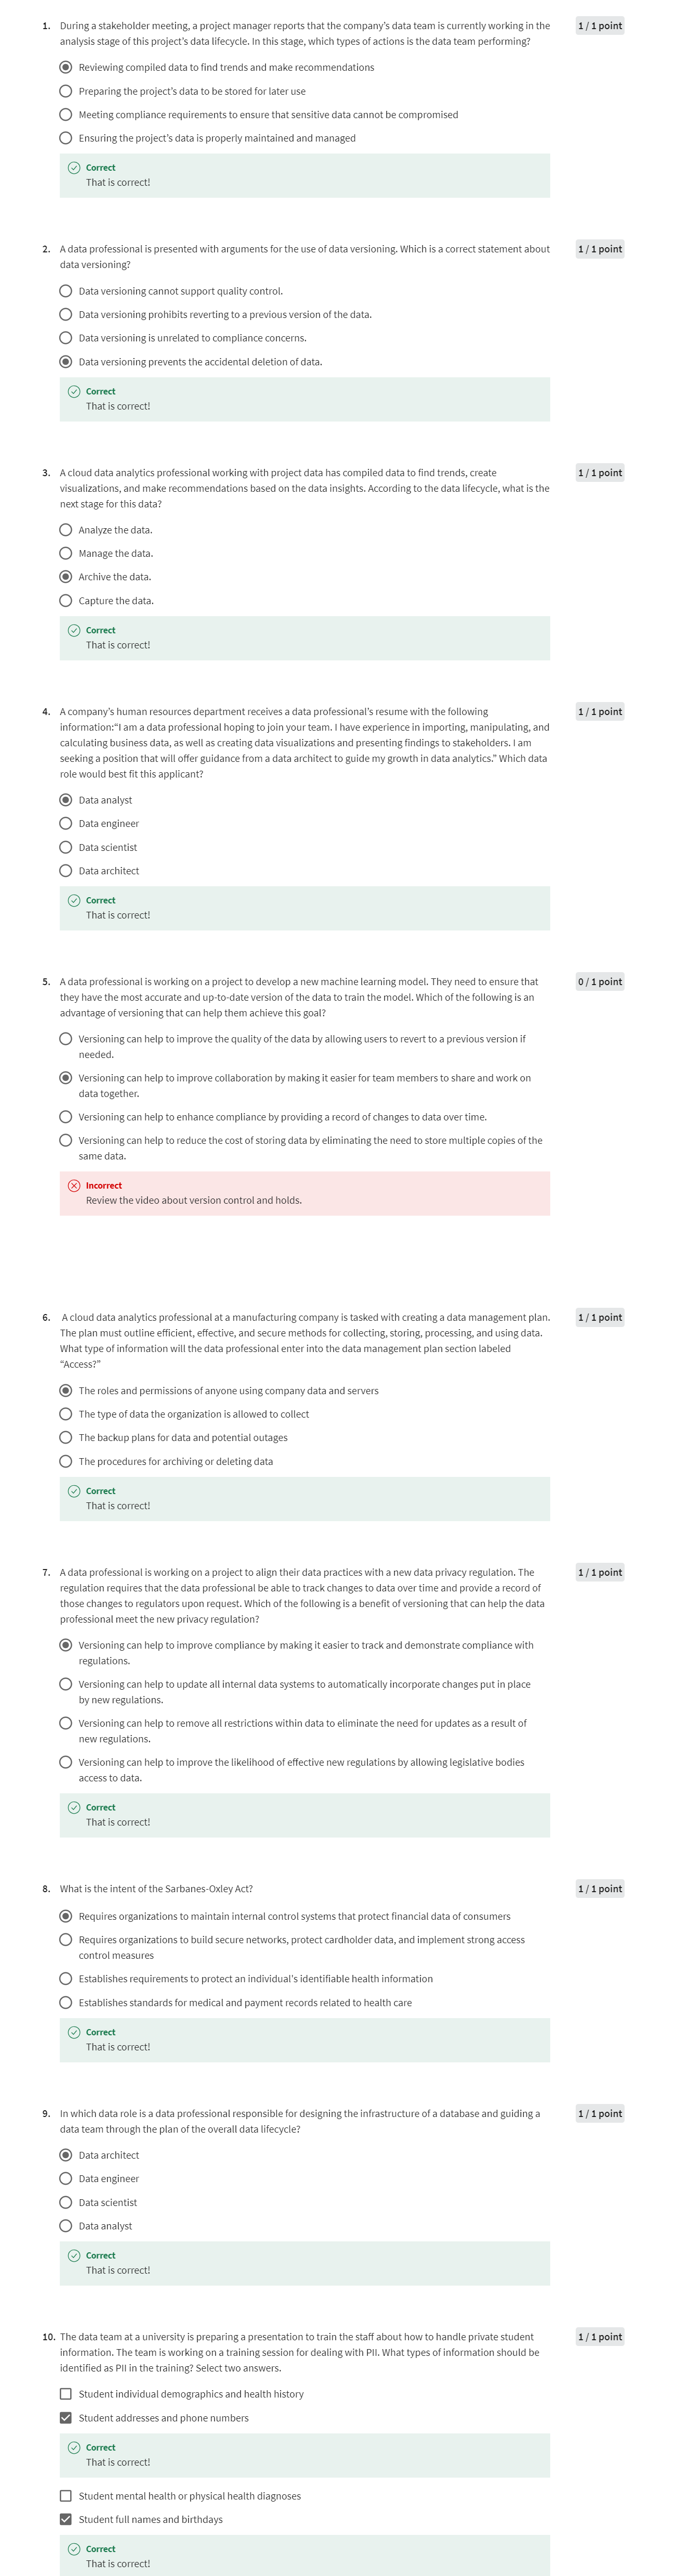 1. During a stakeholder meeting, a project manager reports that the company's data team is currently working in the 1 / 1 point
analysis stage of this project's data lifecycle. In this stage, which types of actions is the data team performing?
Reviewing compiled data to find trends and make recommendations
Preparing the project's data to be stored for later use
Meeting compliance requirements to ensure that sensitive data cannot be compromised
Ensuring the project's data is properly maintained and managed
Correct
That is correct!
2. A data professional is presented with arguments for the use of data versioning. Which is a correct statement about 1 / 1 point
data versioning?
Data versioning cannot support quality control.
Data versioning prohibits reverting to a previous version of the data.
Data versioning is unrelated to compliance concerns.
Data versioning prevents the accidental deletion of data.
Correct
That is correct!
3. A cloud data analytics professional working with project data has compiled data to find trends, create 1 / 1 point
visualizations, and make recommendations based on the data insights. According to the data lifecycle, what is the
next stage for this data?
Analyze the data.
Manage the data.
Archive the data.
Capture the data.
Correct
That is correct!
4. A company's human resources department receives a data professional's resume with the following 1 / 1 point
information:“I am a data professional hoping to join your team. I have experience in importing, manipulating, and
calculating business data, as well as creating data visualizations and presenting findings to stakeholders. I am
seeking a position that will offer guidance from a data architect to guide my growth in data analytics.” Which data
role would best fit this applicant?
Data analyst
Data engineer
Data scientist
Data architect
Correct
That is correct!
5. A data professional is working on a project to develop a new machine learning model. They need to ensure that 0 / 1 point
they have the most accurate and up-to-date version of the data to train the model. Which of the following is an
advantage of versioning that can help them achieve this goal?
Versioning can help to improve the quality of the data by allowing users to revert to a previous version if
needed.
Versioning can help to improve collaboration by making it easier for team members to share and work on
data together.
Versioning can help to enhance compliance by providing a record of changes to data over time.
Versioning can help to reduce the cost of storing data by eliminating the need to store multiple copies of the
same data.
Incorrect
Review the video about version control and holds.
6. A cloud data analytics professional at a manufacturing company is tasked with creating a data management plan. 1 / 1 point
The plan must outline efficient, effective, and secure methods for collecting, storing, processing, and using data.
What type of information will the data professional enter into the data management plan section labeled
“Access?”
The roles and permissions of anyone using company data and servers
The type of data the organization is allowed to collect
The backup plans for data and potential outages
The procedures for archiving or deleting data
Correct
That is correct!
7. A data professional is working on a project to align their data practices with a new data privacy regulation. The 1 / 1 point
regulation requires that the data professional be able to track changes to data over time and provide a record of
those changes to regulators upon request. Which of the following is a benefit of versioning that can help the data
professional meet the new privacy regulation?
Versioning can help to improve compliance by making it easier to track and demonstrate compliance with
regulations.
Versioning can help to update all internal data systems to automatically incorporate changes put in place
by new regulations.
Versioning can help to remove all restrictions within data to eliminate the need for updates as a result of
new regulations.
Versioning can help to improve the likelihood of effective new regulations by allowing legislative bodies
access to data.
Correct
That is correct!
8. What is the intent of the Sarbanes-Oxley Act? 1 / 1 point
Requires organizations to maintain internal control systems that protect financial data of consumers
Requires organizations to build secure networks, protect cardholder data, and implement strong access
control measures
Establishes requirements to protect an individual's identifiable health information
Establishes standards for medical and payment records related to health care
Correct
That is correct!
9. In which data role is a data professional responsible for designing the infrastructure of a database and guiding a 1 / 1 point
data team through the plan of the overall data lifecycle?
Data architect
Data engineer
Data scientist
Data analyst
Correct
That is correct!
10. The data team at a university is preparing a presentation to train the staff about how to handle private student 1 / 1 point
information. The team is working on a training session for dealing with PII. What types of information should be
identified as PII in the training? Select two answers.
Student individual demographics and health history
Student addresses and phone numbers
Correct
That is correct!
Student mental health or physical health diagnoses
Student full names and birthdays
Correct
That is correct!